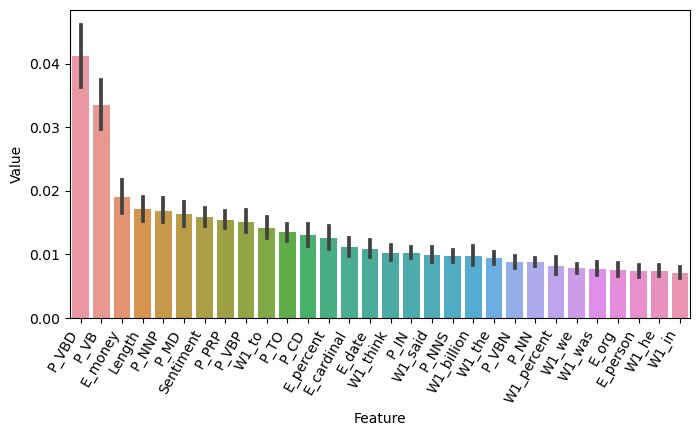 0.04
0.03
0.02
0.01
0.00
Value
P_VBD
P_VB
E_money
Length
P_NNP
P_MD
Sentiment
P_PRP
P_VBP
W1_to
P_TO
P_CD
E_percent
E_cardinal
E_date
W1_think
P_IN
W1_said
P_NNS
W1_billion
W1_the
P_VBN
P_NN
W1_percent
W1_we
W1_was
E_org
E_person
W1_he
W1_in
Feature